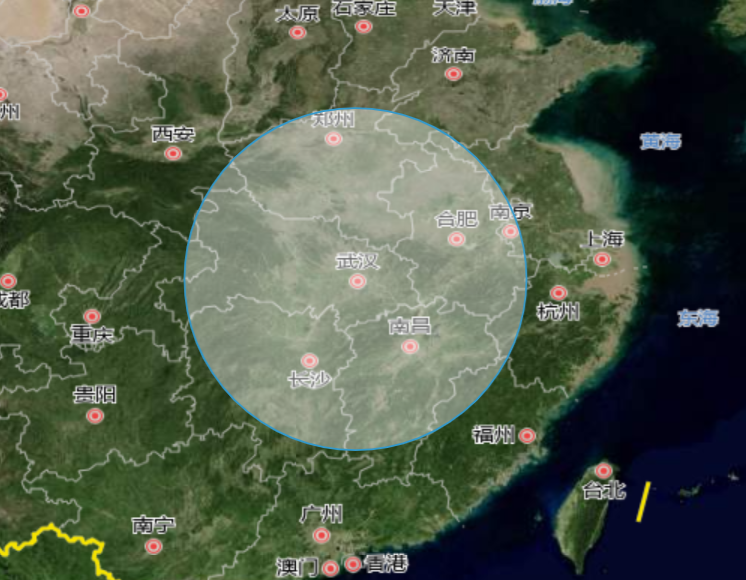 太原
石家庄
天津
济南
州
郑州
西安
黄海
合肥
南京
上海
武汉
成都
杭州
重庆
南昌
东海
长沙
贵阳
福州
台北
广州
南宁
澳门
香港